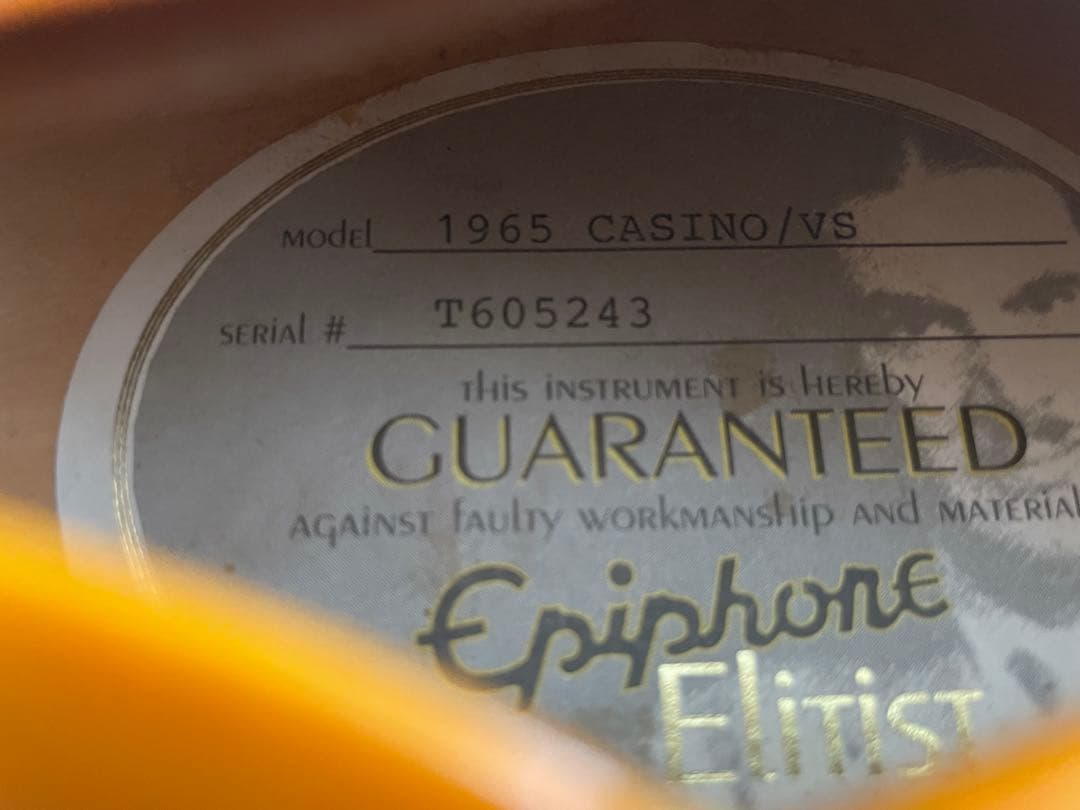 MODEL 1965 CASINO/VS
SERIAL # T605243
THIS INSTRUMENT IS HEREBY
GUARANTEED
AGAINST FAULTY WORKMANSHIP AND MATERIAL
Epiphone
Elitist